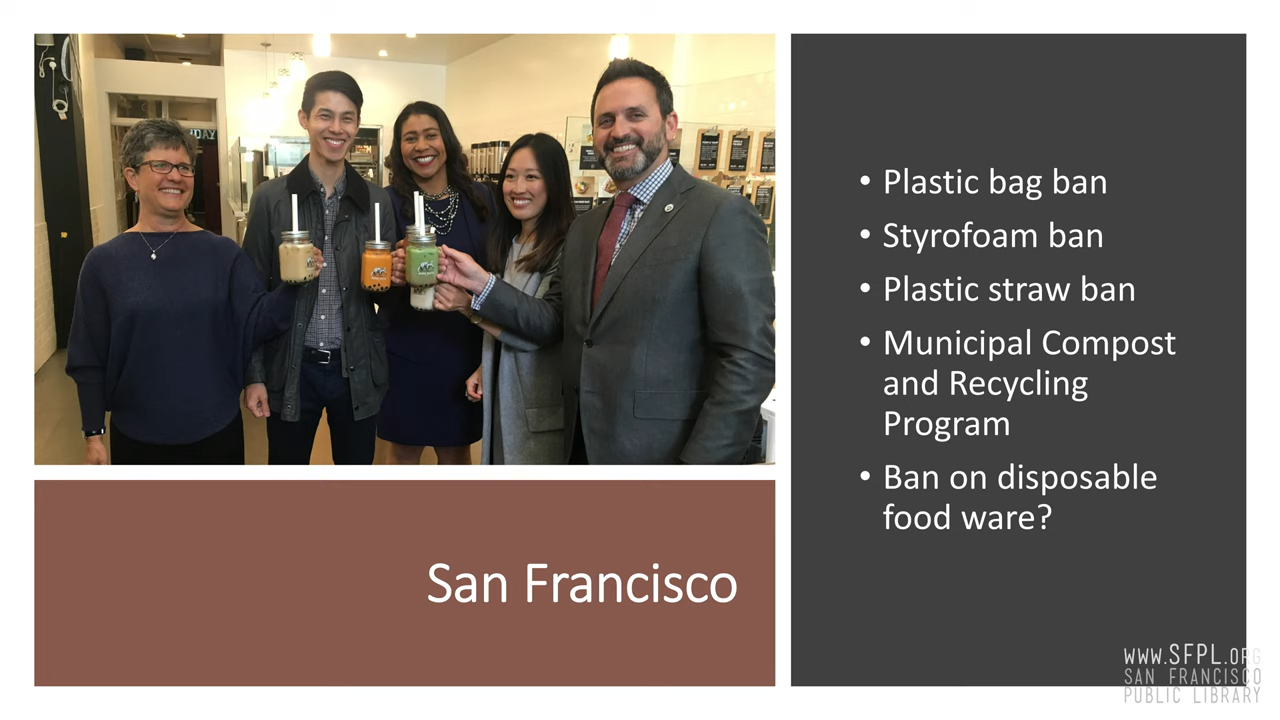 DAY
San Francisco
• Plastic bag ban
• Styrofoam ban
• Plastic straw ban
• Municipal Compost
and Recycling
Program
• Ban on disposable
food ware?
www.SFPL.ORG
SAN FRANCISCO
PUBLIC LIBRARY